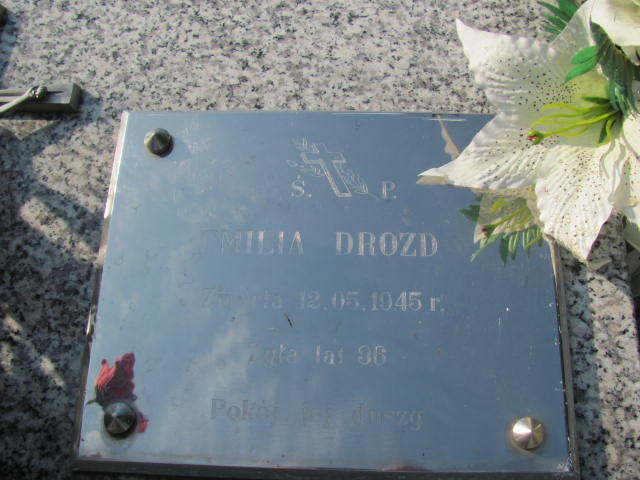 Ś. P.
EMILIA DROZD
Zmarła 12.05.1945 r.
Żyła lat 86
Pokój jej duszy